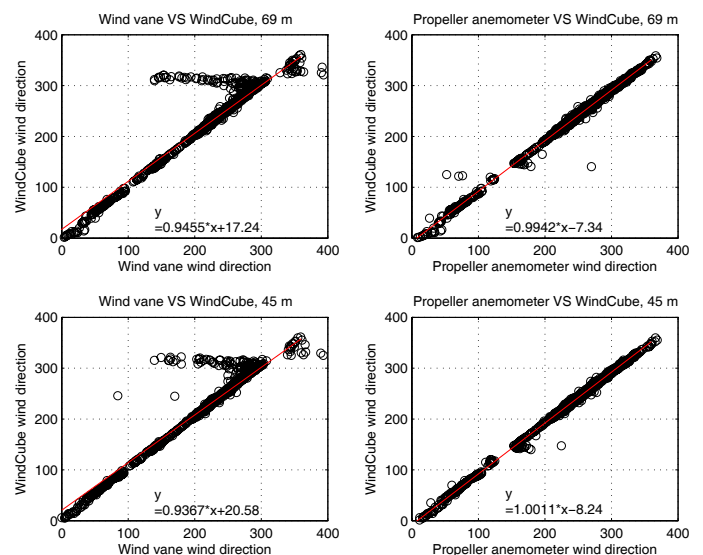 Wind vane VS WindCube, 69 m
400
300
200
100
0
WindCube wind direction
y
=0.9455*x+17.24
0 100 200 300 400
Wind vane wind direction
Propeller anemometer VS WindCube, 69 m
400
300
200
100
0
WindCube wind direction
y
=0.9942*x−7.34
0 100 200 300 400
Propeller anemometer wind direction
Wind vane VS WindCube, 45 m
400
300
200
100
0
WindCube wind direction
y
=0.9367*x+20.58
0 100 200 300 400
Wind vane wind direction
Propeller anemometer VS WindCube, 45 m
400
300
200
100
0
WindCube wind direction
y
=1.0011*x−8.24
0 100 200 300 400
Propeller anemometer wind direction